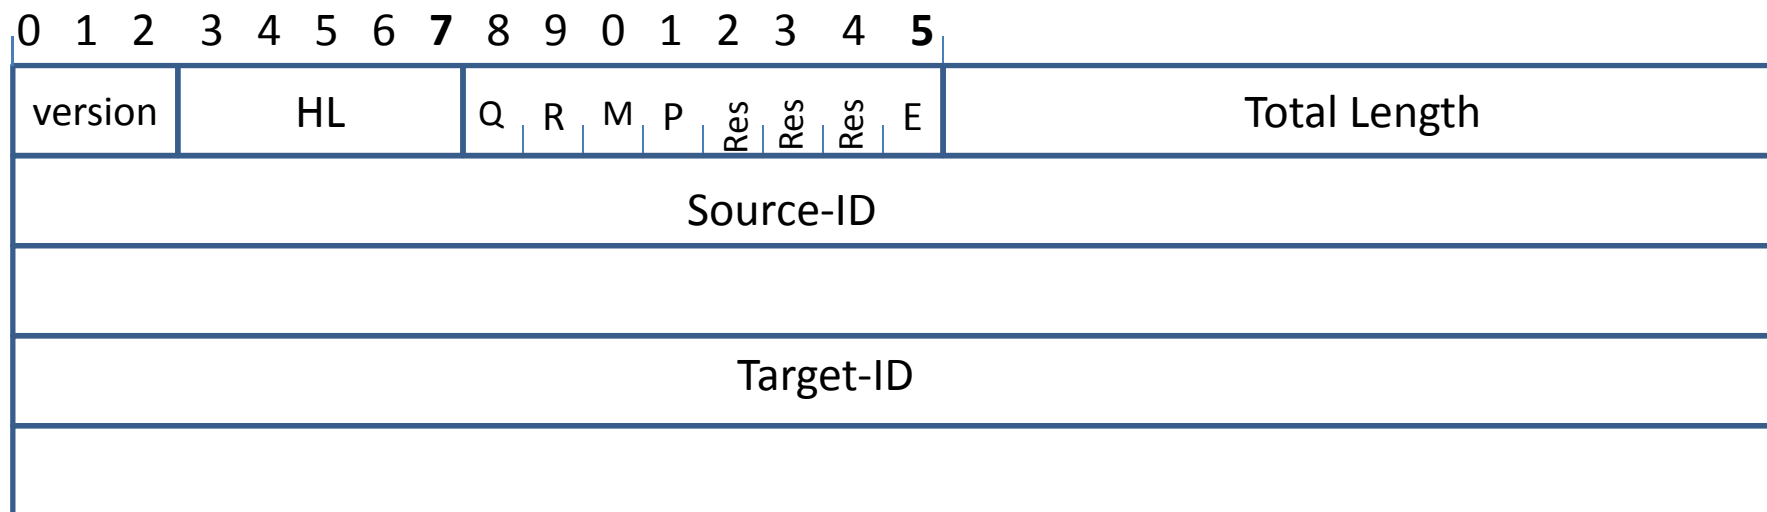 0 1 2 3 4 5 6 7 8 9 0 1 2 3 4 5
version HL Q R M P Res Res Res E Total Length
Source-ID
Target-ID